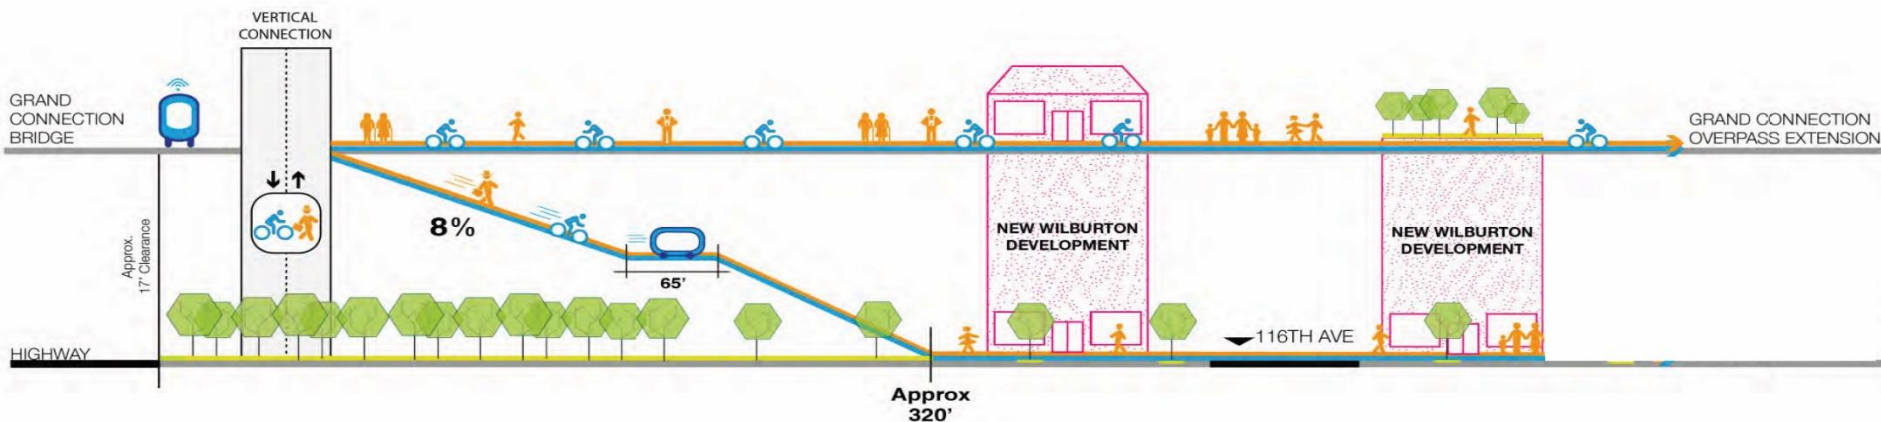 VERTICAL
CONNECTION
GRAND
CONNECTION
BRIDGE
GRAND CONNECTION
OVERPASS EXTENSION
Approx.
17' Clearance
8%
65'
NEW WILBURTON
DEVELOPMENT
NEW WILBURTON
DEVELOPMENT
116TH AVE
HIGHWAY
Approx
320'